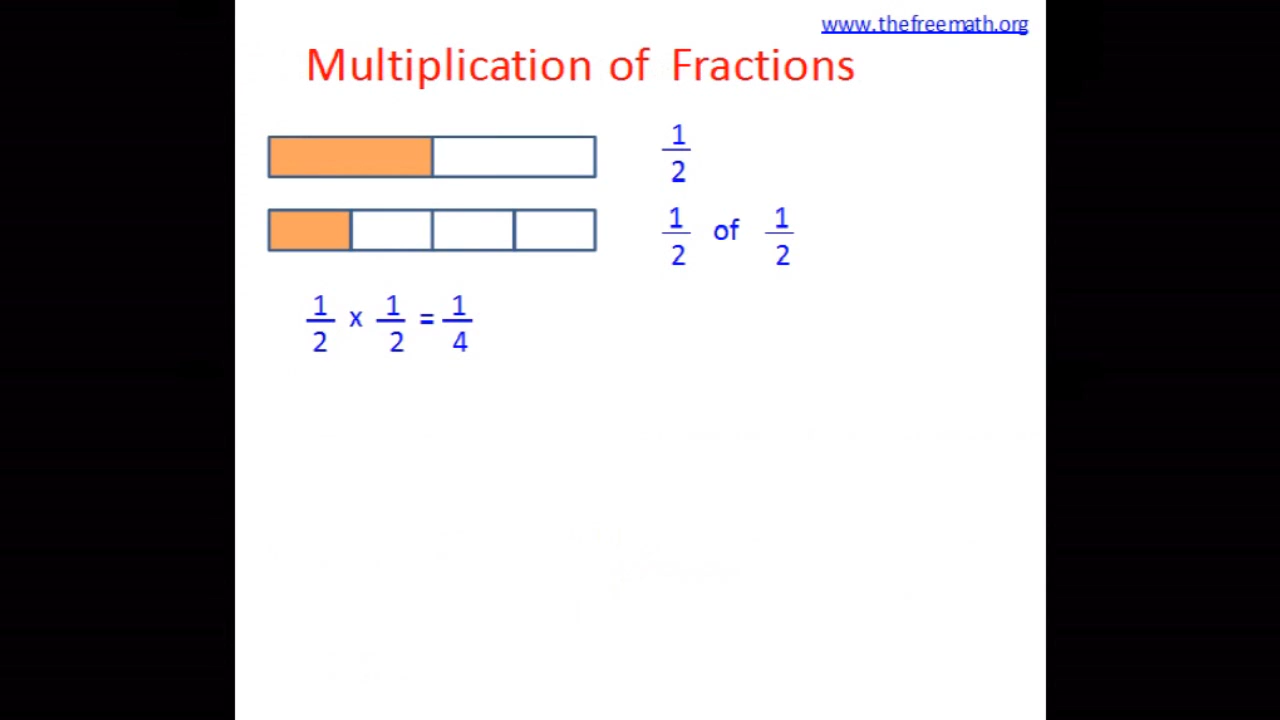 www.thefreemath.org
Multiplication of Fractions
1/2
1/2 of 1/2
1/2 x 1/2 = 1/4